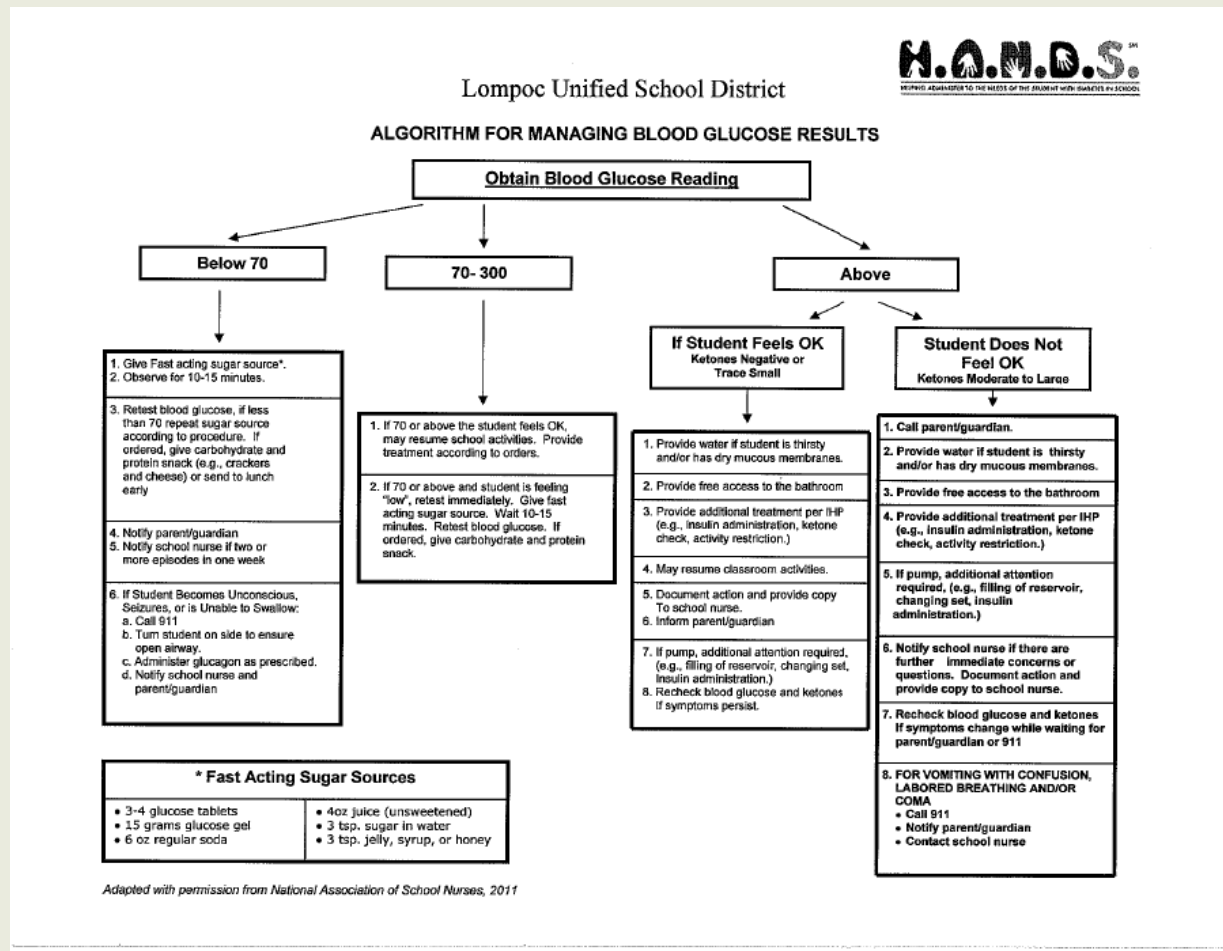 H.A.N.D.S.
SM
HELPING ADMINISTER TO THE NEEDS OF THE STUDENT WITH DIABETES IN SCHOOL
Lompoc Unified School District
ALGORITHM FOR MANAGING BLOOD GLUCOSE RESULTS
Obtain Blood Glucose Reading
Below 70
70- 300
Above
If Student Feels OK
Ketones Negative or
Trace Small
Student Does Not
Feel OK
Ketones Moderate to Large
1. Give Fast acting sugar source*.
2. Observe for 10-15 minutes.
3. Retest blood glucose, if less
than 70 repeat sugar source
according to procedure. If
ordered, give carbohydrate and
protein snack (e.g., crackers
and cheese) or send to lunch
early
4. Notify parent/guardian
5. Notify school nurse if two or
more episodes in one week
6. If Student Becomes Unconscious,
Seizures, or is Unable to Swallow:
a. Call 911
b. Turn student on side to ensure
open airway.
c. Administer glucagon as prescribed.
d. Notify school nurse and
parent/guardian
1. If 70 or above the student feels OK,
may resume school activities. Provide
treatment according to orders.
2. If 70 or above and student is feeling
"low", retest immediately. Give fast
acting sugar source. Wait 10-15
minutes. Retest blood glucose. If
ordered, give carbohydrate and protein
snack.
1. Provide water if student is thirsty
and/or has dry mucous membranes.
2. Provide free access to the bathroom
3. Provide additional treatment per IHP
(e.g., insulin administration, ketone
check, activity restriction.)
4. May resume classroom activities.
5. Document action and provide copy
To school nurse.
6. Inform parent/guardian
7. If pump, additional attention required,
(e.g., filling of reservoir, changing set,
insulin administration.)
8. Recheck blood glucose and ketones
If symptoms persist.
1. Call parent/guardian.
2. Provide water if student is thirsty
and/or has dry mucous membranes.
3. Provide free access to the bathroom
4. Provide additional treatment per IHP
(e.g., insulin administration, ketone
check, activity restriction.)
5. If pump, additional attention
required, (e.g., filling of reservoir,
changing set, insulin
administration.)
6. Notify school nurse if there are
further immediate concerns or
questions. Document action and
provide copy to school nurse.
7. Recheck blood glucose and ketones
If symptoms change while waiting for
parent/guardian or 911
8. FOR VOMITING WITH CONFUSION,
LABORED BREATHING AND/OR
COMA
• Call 911
• Notify parent/guardian
• Contact school nurse
* Fast Acting Sugar Sources
• 3-4 glucose tablets
• 15 grams glucose gel
• 6 oz regular soda
• 4oz juice (unsweetened)
• 3 tsp. sugar in water
• 3 tsp. jelly, syrup, or honey
Adapted with permission from National Association of School Nurses, 2011